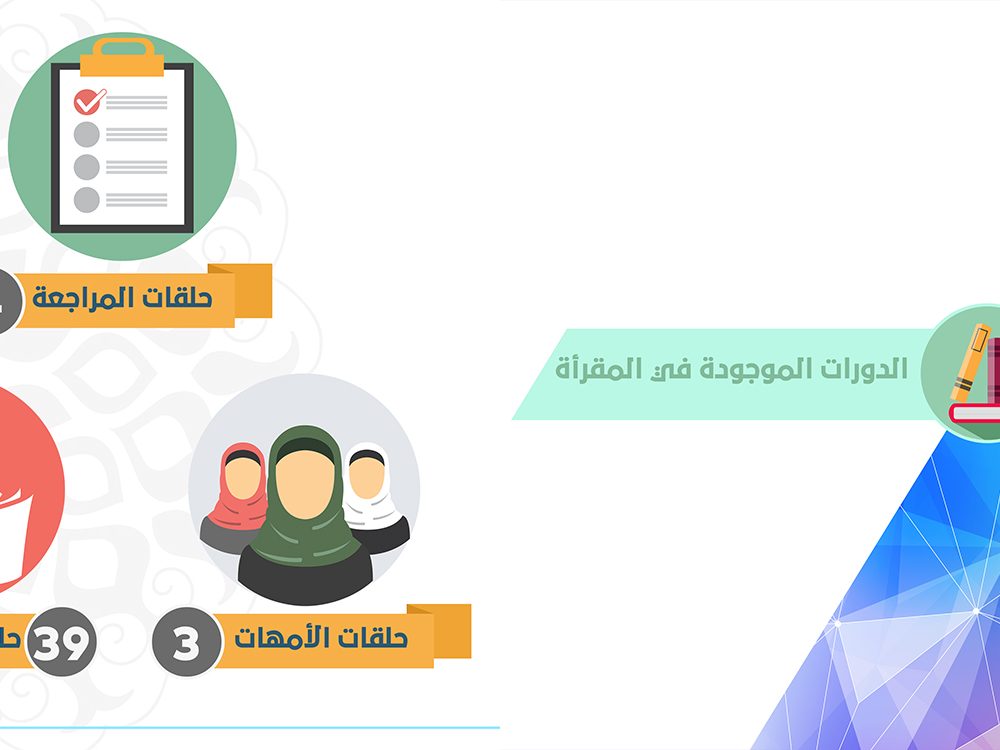 حلقات المراجعة
الدورات الموجودة في المقرأة
حلقات الأمهات
3
39